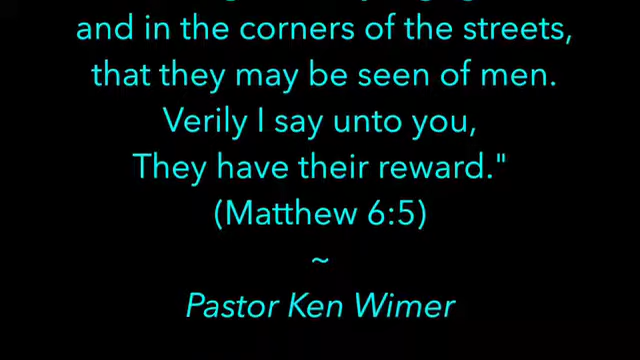 and in the corners of the streets,
that they may be seen of men.
Verily I say unto you,
They have their reward."
(Matthew 6:5)
~
Pastor Ken Wimer